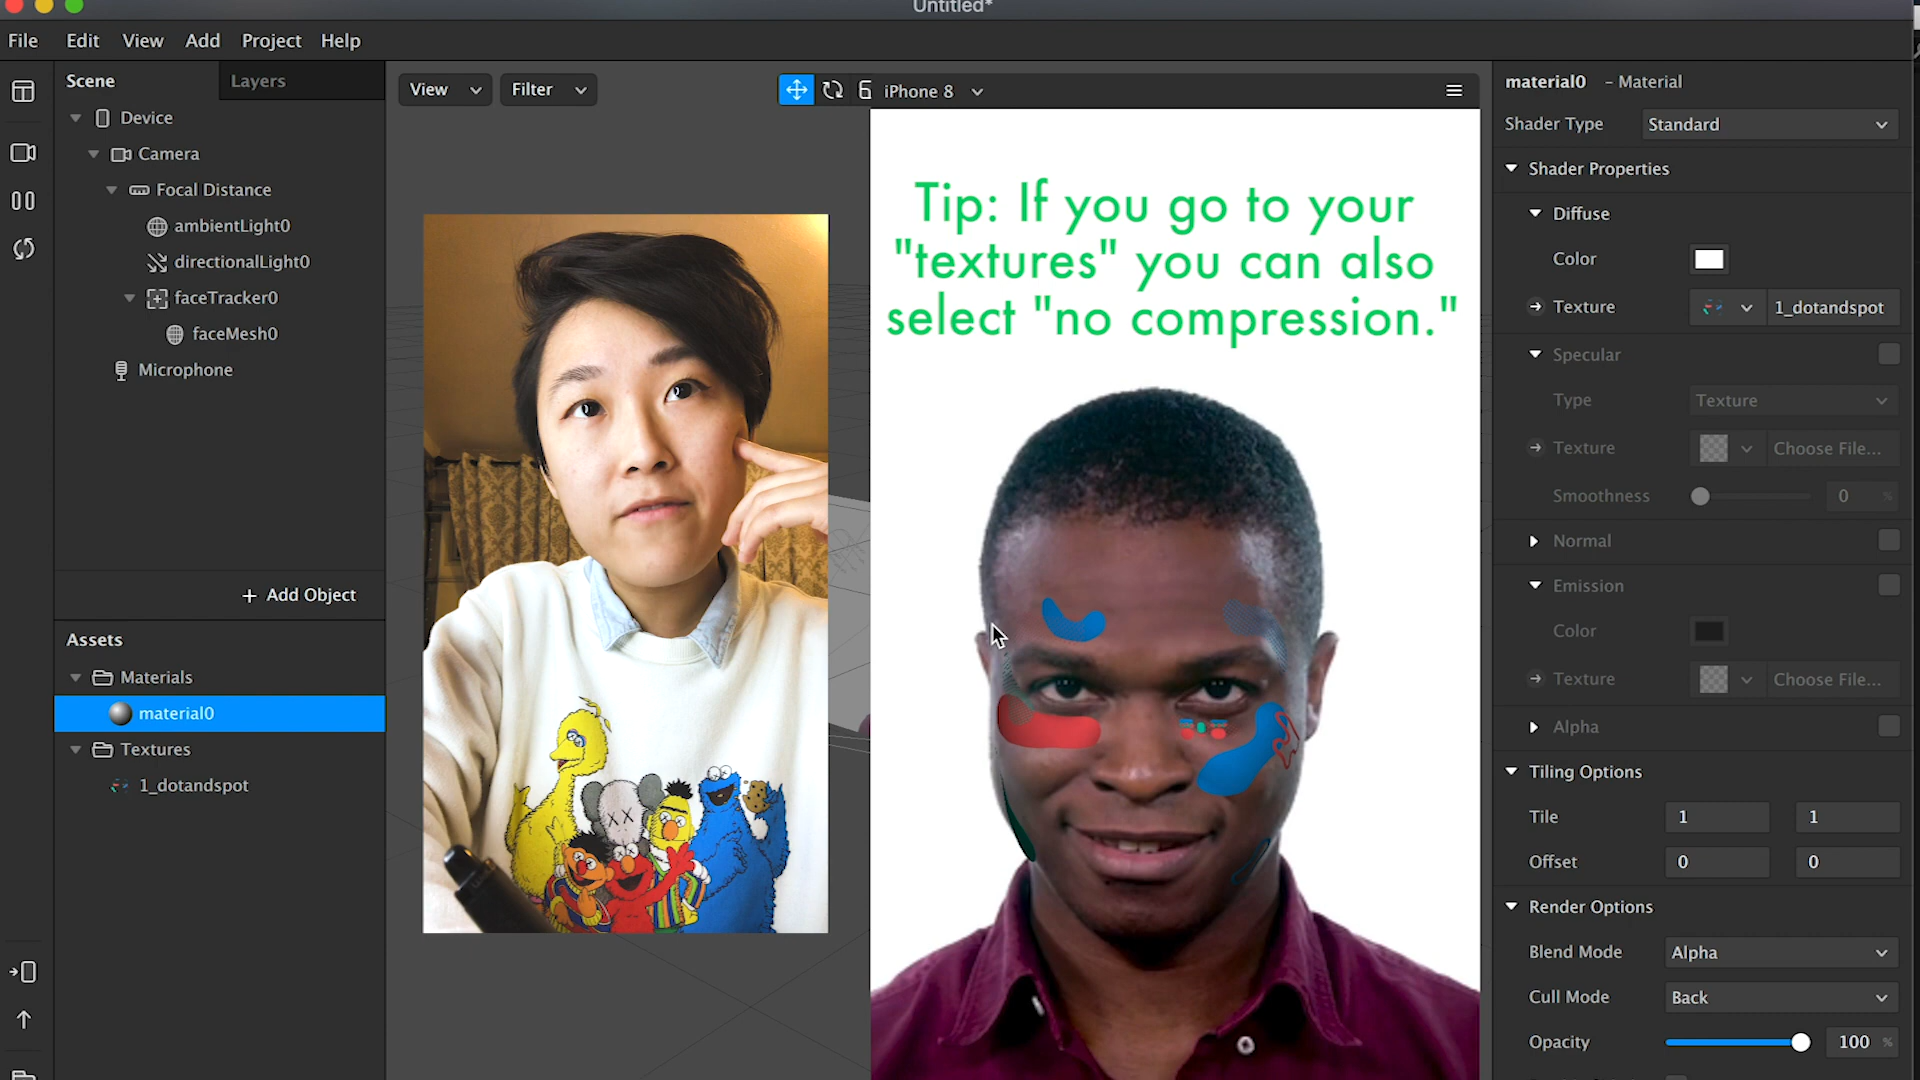 Untitled*
File Edit View Add Project Help
Scene Layers
Device
Camera
Focal Distance
ambientLight0
directionalLight0
faceTracker0
faceMesh0
Microphone
+ Add Object
Assets
Materials
material0
Textures
1_dotandspot
View Filter iPhone 8
Tip: If you go to your
"textures" you can also
select "no compression."
XX
material0 - Material
Shader Type Standard
Shader Properties
Diffuse
Color
Texture 1_dotandspot
Specular
Type Texture
Texture Choose File...
Smoothness 0 %
Normal
Emission
Color
Texture Choose File...
Alpha
Tiling Options
Tile 1 1
Offset 0 0
Render Options
Blend Mode Alpha
Cull Mode Back
Opacity 100 %